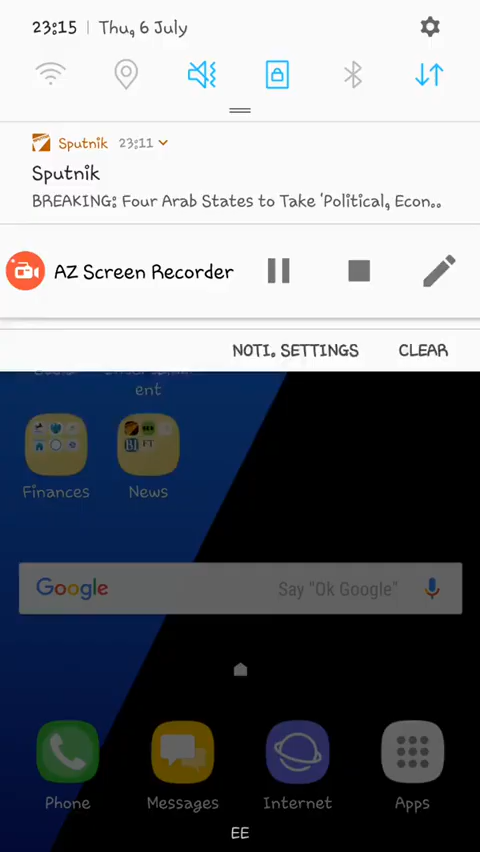 23:15 | Thu, 6 July
Sputnik 23:11
Sputnik
BREAKING: Four Arab States to Take 'Political, Econ..
AZ Screen Recorder
NOTI. SETTINGS CLEAR
ent
Finances News
FT
Google Say "Ok Google"
Phone Messages Internet Apps
EE